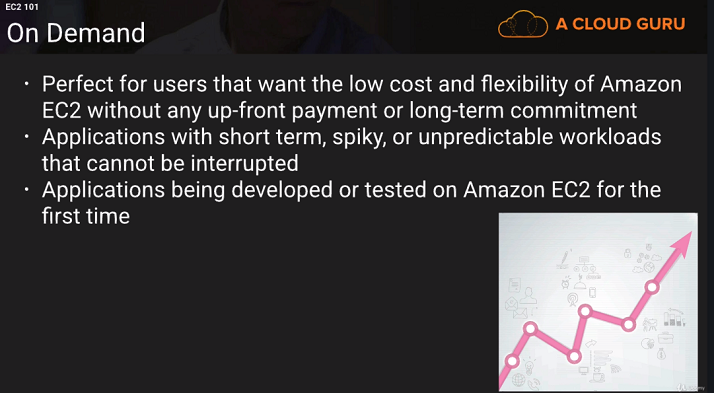 EC2 101
On Demand
A CLOUD GURU
• Perfect for users that want the low cost and flexibility of Amazon
EC2 without any up-front payment or long-term commitment
• Applications with short term, spiky, or unpredictable workloads
that cannot be interrupted
• Applications being developed or tested on Amazon EC2 for the
first time